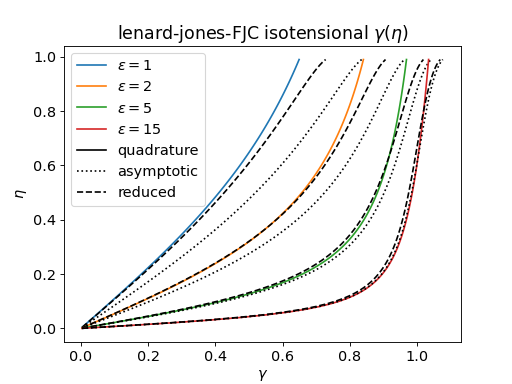 lenard-jones-FJC isotensional γ(η)
ε = 1
ε = 2
ε = 5
ε = 15
quadrature
asymptotic
reduced
1.0
0.8
0.6
0.4
0.2
0.0
η
0.0 0.2 0.4 0.6 0.8 1.0
γ